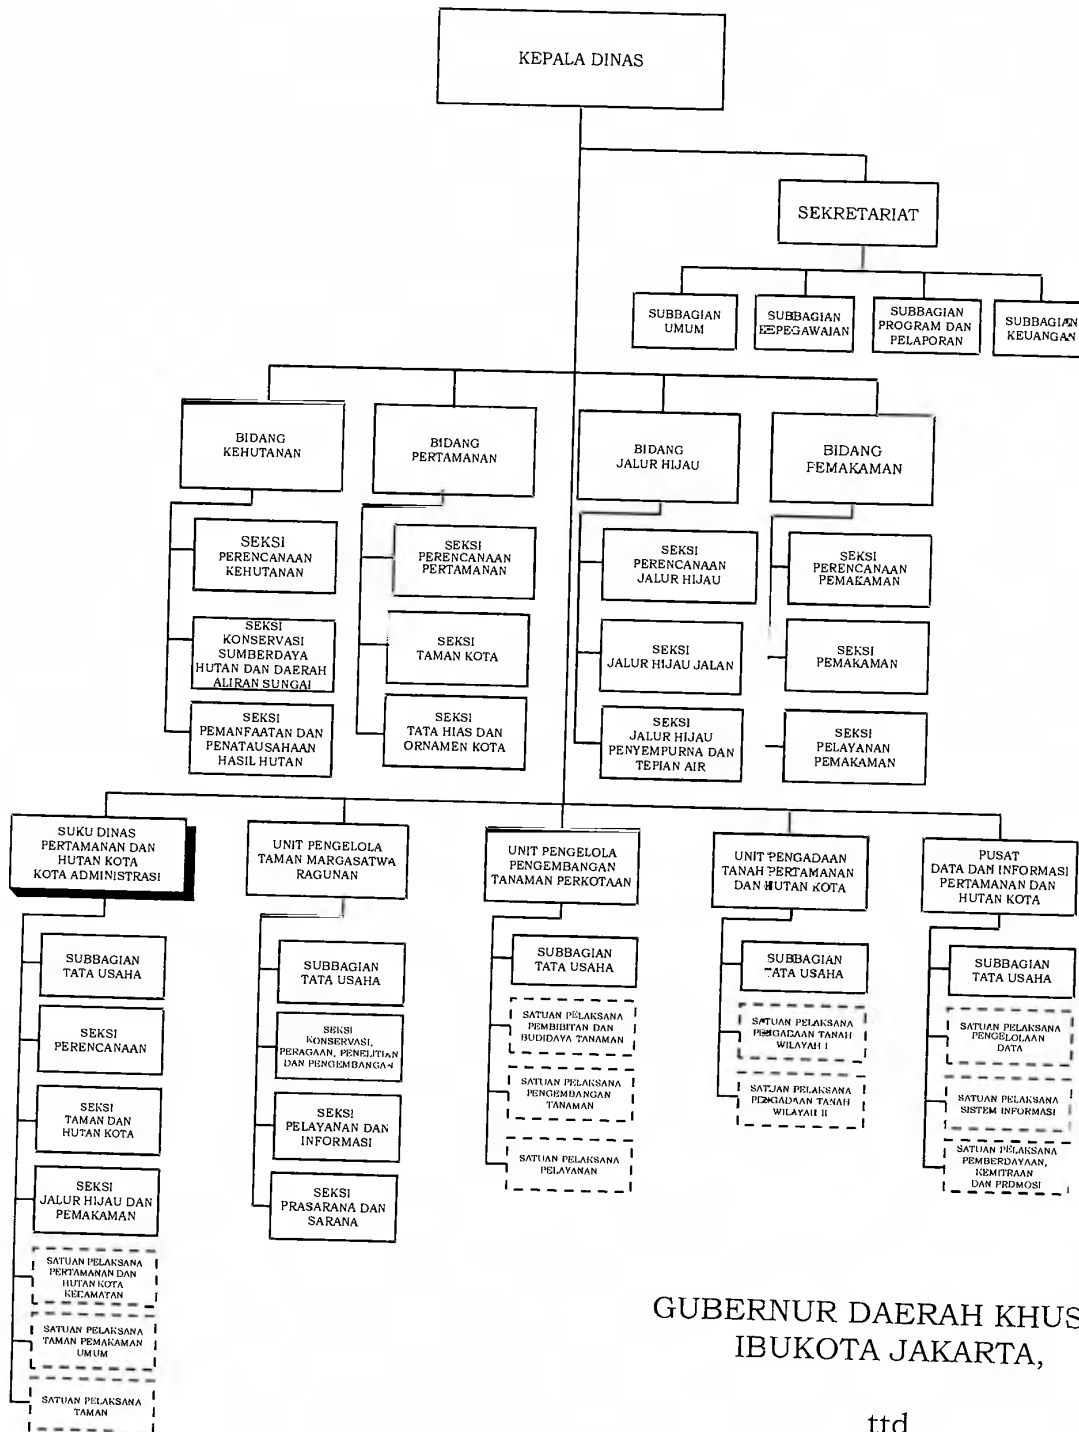 KEPALA DINAS
SEKRETARIAT
SUBBAGIAN
UMUM
SUBBAGIAN
KEPEGAWAIAN
SUBBAGIAN
PROGRAM DAN
PELAPORAN
SUBBAGIAN
KEUANGAN
BIDANG
KEHUTANAN
BIDANG
PERTAMANAN
BIDANG
JALUR HIJAU
BIDANG
PEMAKAMAN
SEKSI
PERENCANAAN
KEHUTANAN
SEKSI
KONSERVASI
SUMBERDAYA
HUTAN DAN DAERAH
ALIRAN SUNGAI
SEKSI
PEMANFAATAN DAN
PENATAUSAHAAN
HASIL HUTAN
SEKSI
PERENCANAAN
PERTAMANAN
SEKSI
TAMAN KOTA
SEKSI
TATA HIAS DAN
ORNAMEN KOTA
SEKSI
PERENCANAAN
JALUR HIJAU
SEKSI
JALUR HIJAU JALAN
SEKSI
JALUR HIJAU
PENYEMPURNA DAN
TEPIAN AIR
SEKSI
PERENCANAAN
PEMAKAMAN
SEKSI
PEMAKAMAN
SEKSI
PELAYANAN
PEMAKAMAN
SUKU DINAS
PERTAMANAN DAN
HUTAN KOTA
KOTA ADMINISTRASI
SUBBAGIAN
TATA USAHA
SEKSI
PERENCANAAN
SEKSI
TAMAN DAN
HUTAN KOTA
SEKSI
JALUR HIJAU DAN
PEMAKAMAN
SATUAN PELAKSANA
PERTAMANAN DAN
HUTAN KOTA
KECAMATAN
SATUAN PELAKSANA
TAMAN PEMAKAMAN
UMUM
SATUAN PELAKSANA
TAMAN
UNIT PENGELOLA
TAMAN MARGASATWA
RAGUNAN
SUBBAGIAN
TATA USAHA
SEKSI
KONSERVASI,
PERAGAAN, PENELITIAN
DAN PENGEMBANGAN
SEKSI
PELAYANAN DAN
INFORMASI
SEKSI
PRASARANA DAN
SARANA
UNIT PENGELOLA
PENGEMBANGAN
TANAMAN PERKOTAAN
SUBBAGIAN
TATA USAHA
SATUAN PELAKSANA
PEMBIBITAN DAN
BUDIDAYA TANAMAN
SATUAN PELAKSANA
PENGEMBANGAN
TANAMAN
SATUAN PELAKSANA
PELAYANAN
UNIT PENGADAAN
TANAH PERTAMANAN
DAN HUTAN KOTA
SUBBAGIAN
TATA USAHA
SATUAN PELAKSANA
PENGADAAN TANAH
WILAYAH I
SATUAN PELAKSANA
PENGADAAN TANAH
WILAYAH II
PUSAT
DATA DAN INFORMASI
PERTAMANAN DAN
HUTAN KOTA
SUBBAGIAN
TATA USAHA
SATUAN PELAKSANA
PENGELOLAAN
DATA
SATUAN PELAKSANA
SISTEM INFORMASI
SATUAN PELAKSANA
PEMBERDAYAAN,
KEMITRAAN
DAN PROMOSI
GUBERNUR DAERAH KHUS
IBUKOTA JAKARTA,
ttd